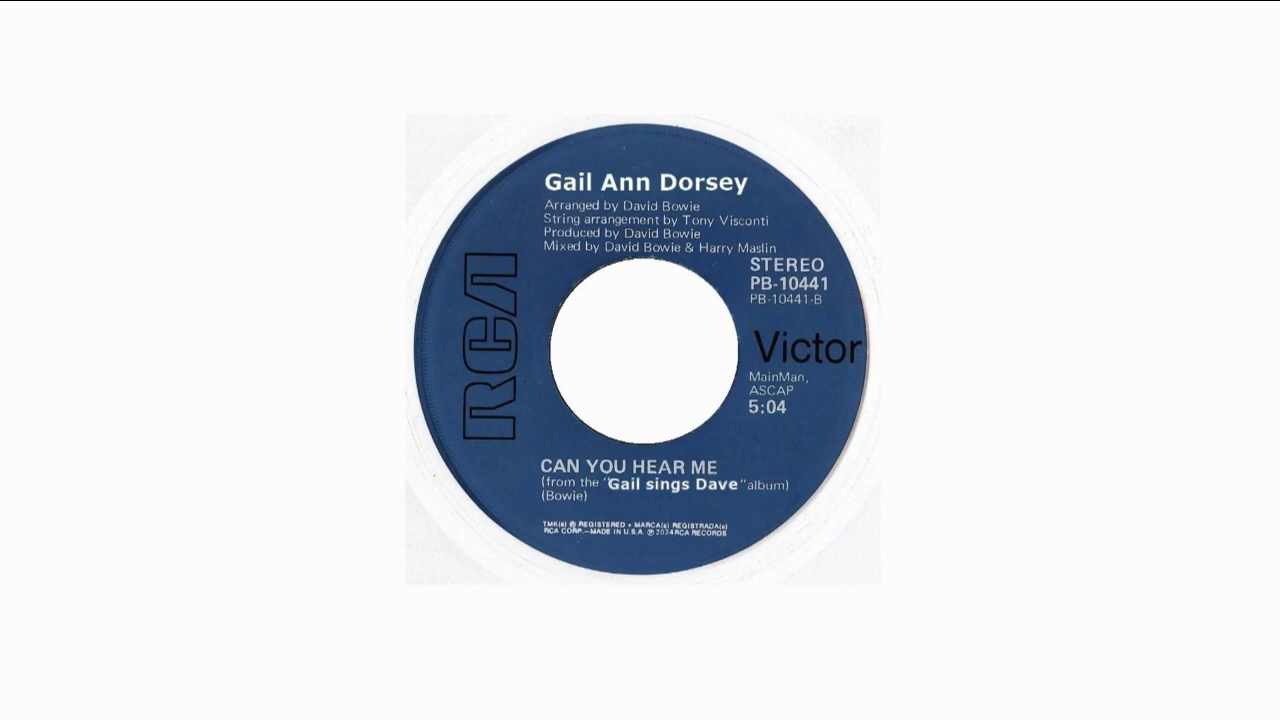 Gail Ann Dorsey
Arranged by David Bowie
String arrangement by Tony Visconti
Produced by David Bowie
Mixed by David Bowie & Harry Maslin
STEREO
PB-10441
PB-10441-B
RCA
Victor
MainMan,
ASCAP
5:04
CAN YOU HEAR ME
(from the "Gail sings Dave" album)
(Bowie)
TMK(s) ® REGISTERED • MARCA(s) REGISTRADA(s)
RCA CORP.—MADE IN U.S.A. ℗ 2024 RCA RECORDS